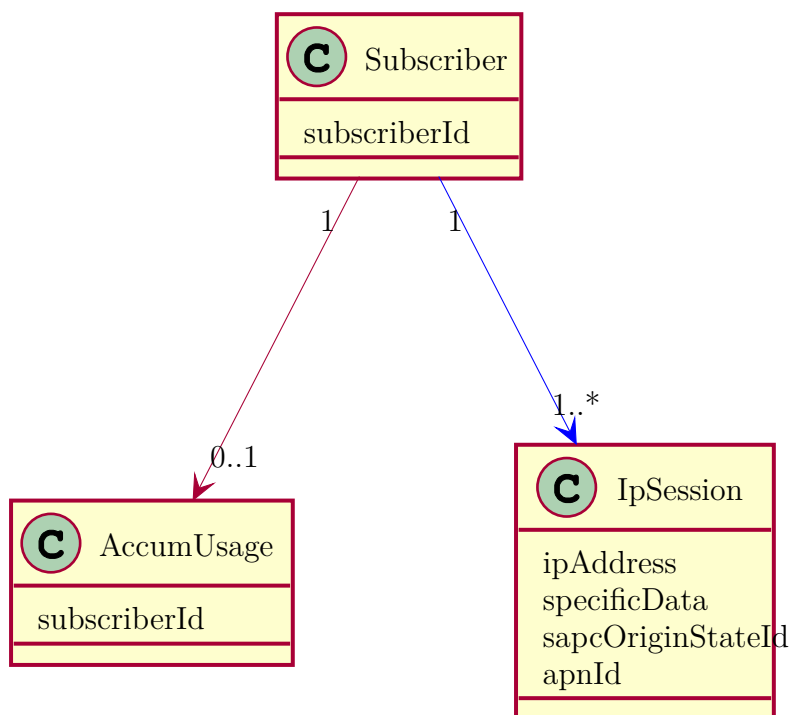 C Subscriber
subscriberId
1
1
1..*
0..1
C AccumUsage
subscriberId
C IpSession
ipAddress
specificData
sapcOriginStateId
apnId